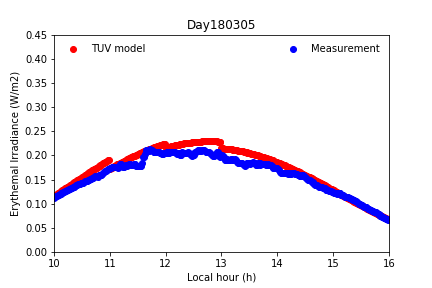 Day180305
TUV model
Measurement
Erythemal Irradiance (W/m2)
0.45
0.40
0.35
0.30
0.25
0.20
0.15
0.10
0.05
0.00
10 11 12 13 14 15 16
Local hour (h)